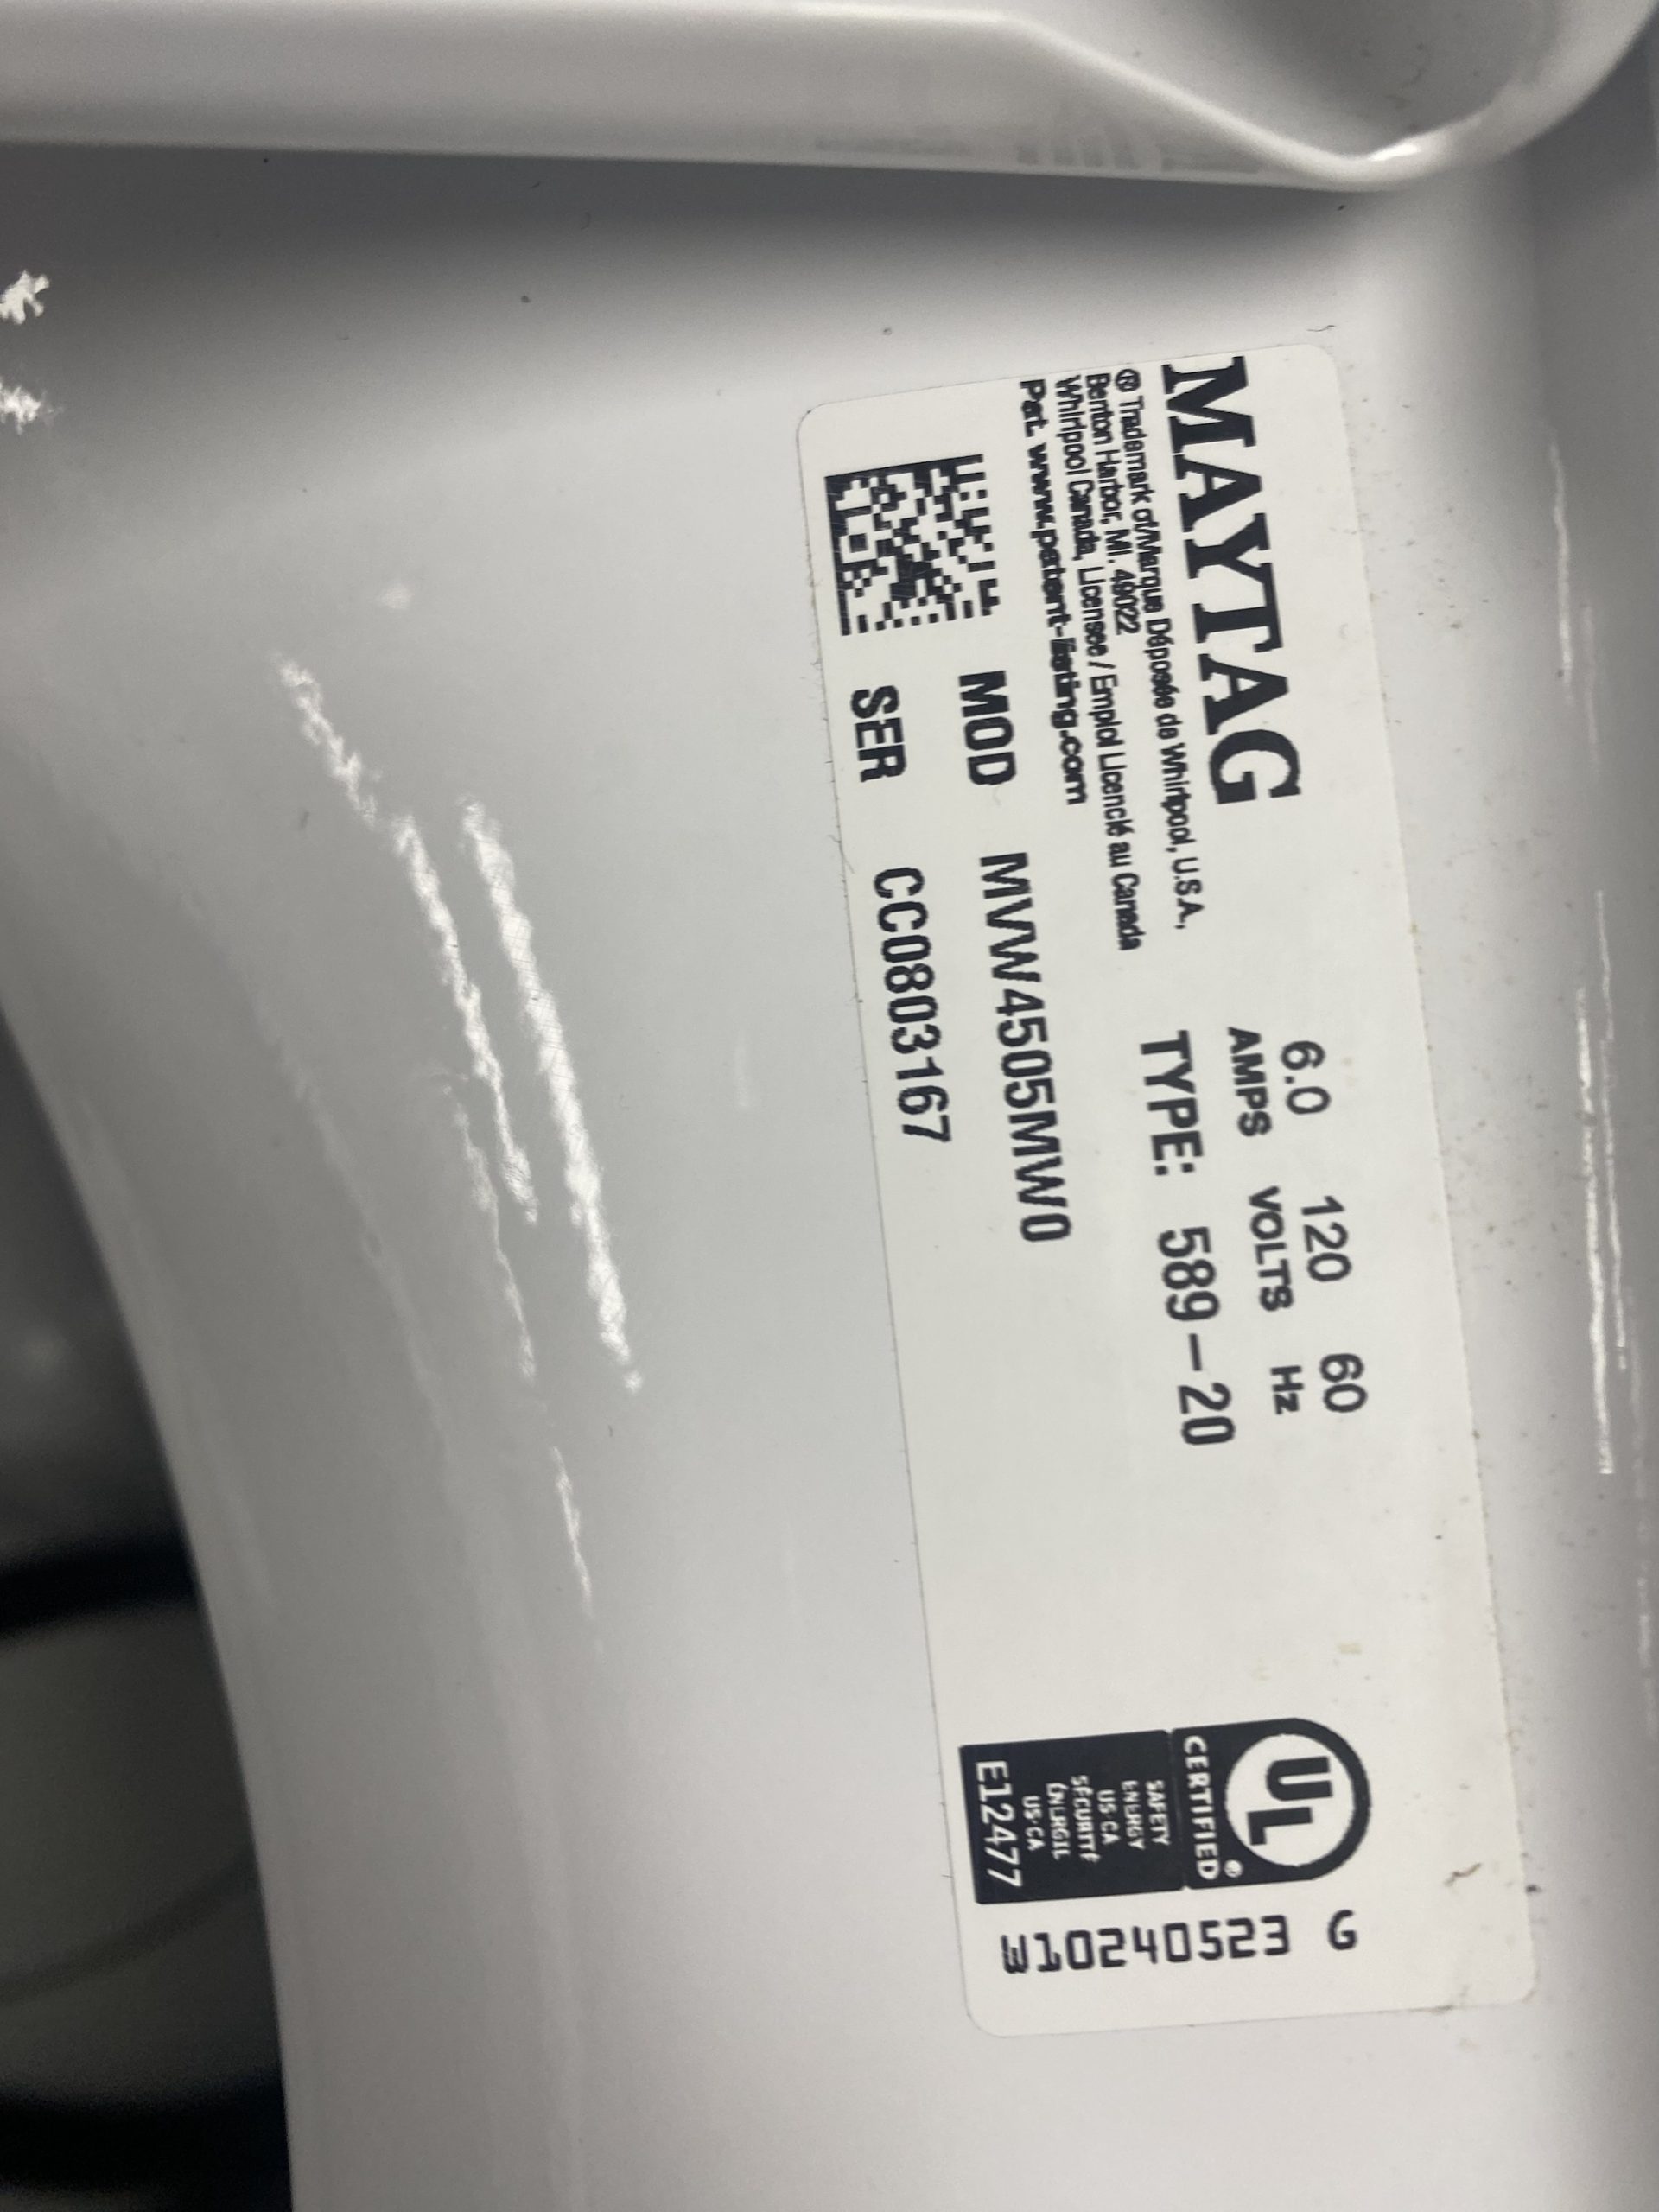 MAYTAG
® Trademark of/Marque Déposée de Whirlpool, U.S.A.,
Benton Harbor, MI. 49022
Whirlpool Canada, Licensee / Emploi Licencié au Canada
Pat. www.patent-listing.com
6.0 120 60
AMPS VOLTS Hz
TYPE: 589-20
MOD MVW4505MW0
SER CC0803167
UL
CERTIFIED®
SAFETY
ENERGY
US-CA
SÉCURITÉ
ÉNERGIE
US-CA
E12477
W10240523 G